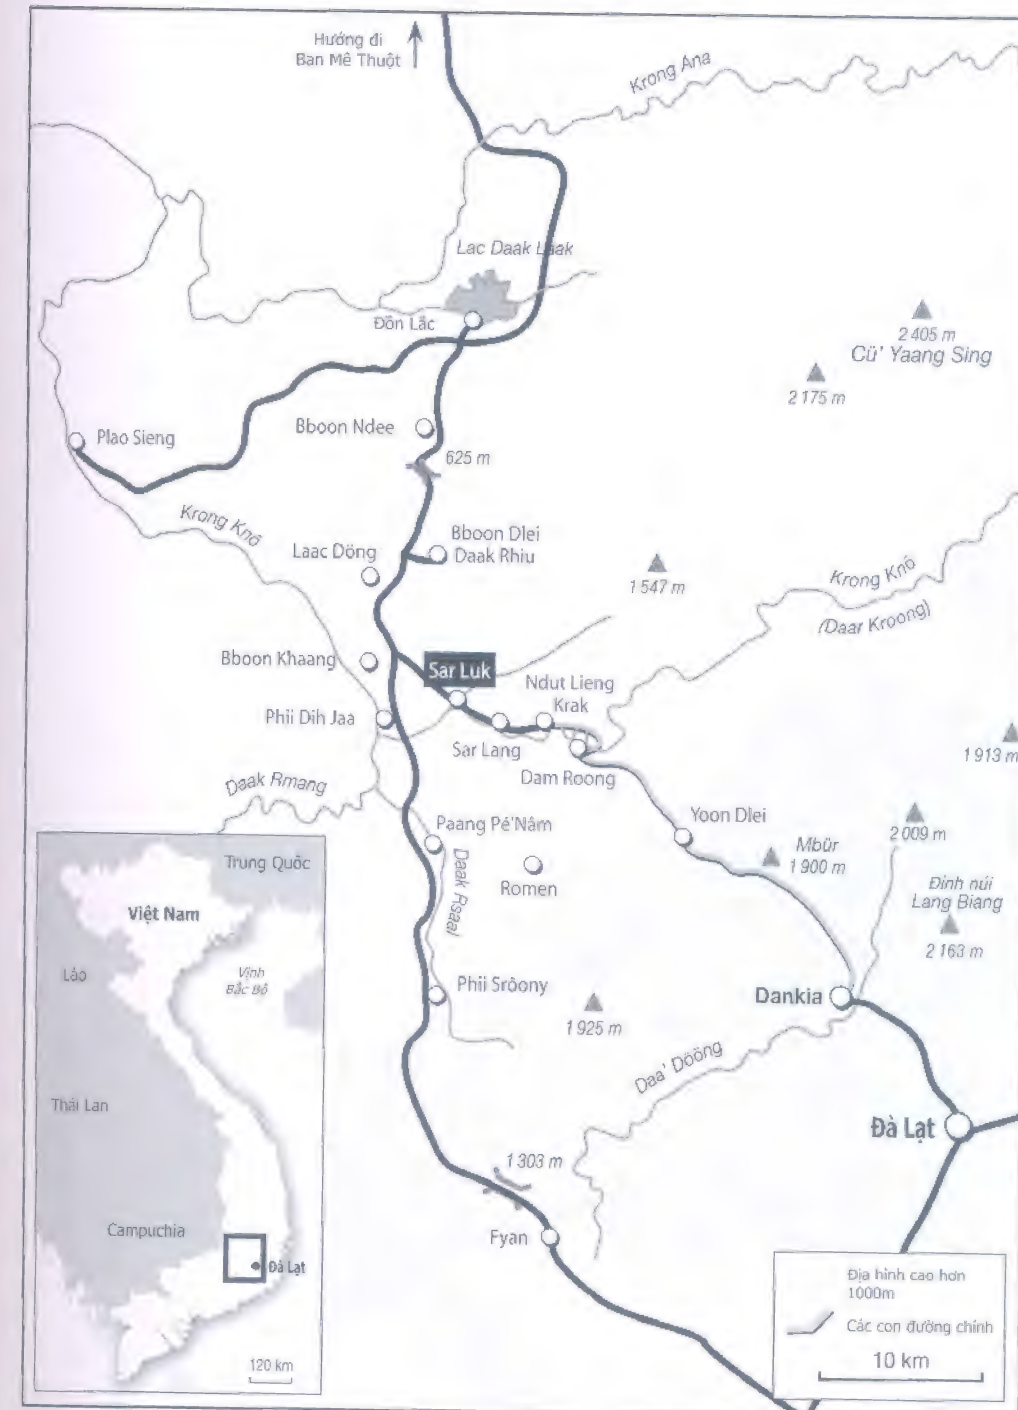 Hướng đi
Ban Mê Thuột
Krong Ana
Lac Daak Laak
Đồn Lắc
2 405 m
Cü' Yaang Sing
2 175 m
Bboon Ndee
Plao Sieng
625 m
Krong Knô
Bboon Dlei
Daak Rhiu
Laac Döng
1 547 m
Krong Knô
(Daar Kroong)
Bboon Khaang
Sar Luk
Ndut Lieng
Krak
Phii Dih Jaa
Sar Lang
Dam Roong
1 913 m
Daak Rmang
Yoon Dlei
2 009 m
Paang Pé'Nâm
Mbür
1 900 m
Daak Rsaal
Romen
Đỉnh núi
Lang Biang
2 163 m
Phii Srôony
Dankia
1 925 m
Daa' Dööng
Đà Lạt
1 303 m
Fyan
Trung Quốc
Việt Nam
Lào
Vịnh
Bắc Bộ
Thái Lan
Campuchia
Đà Lạt
120 km
Địa hình cao hơn
1000m
Các con đường chính
10 km